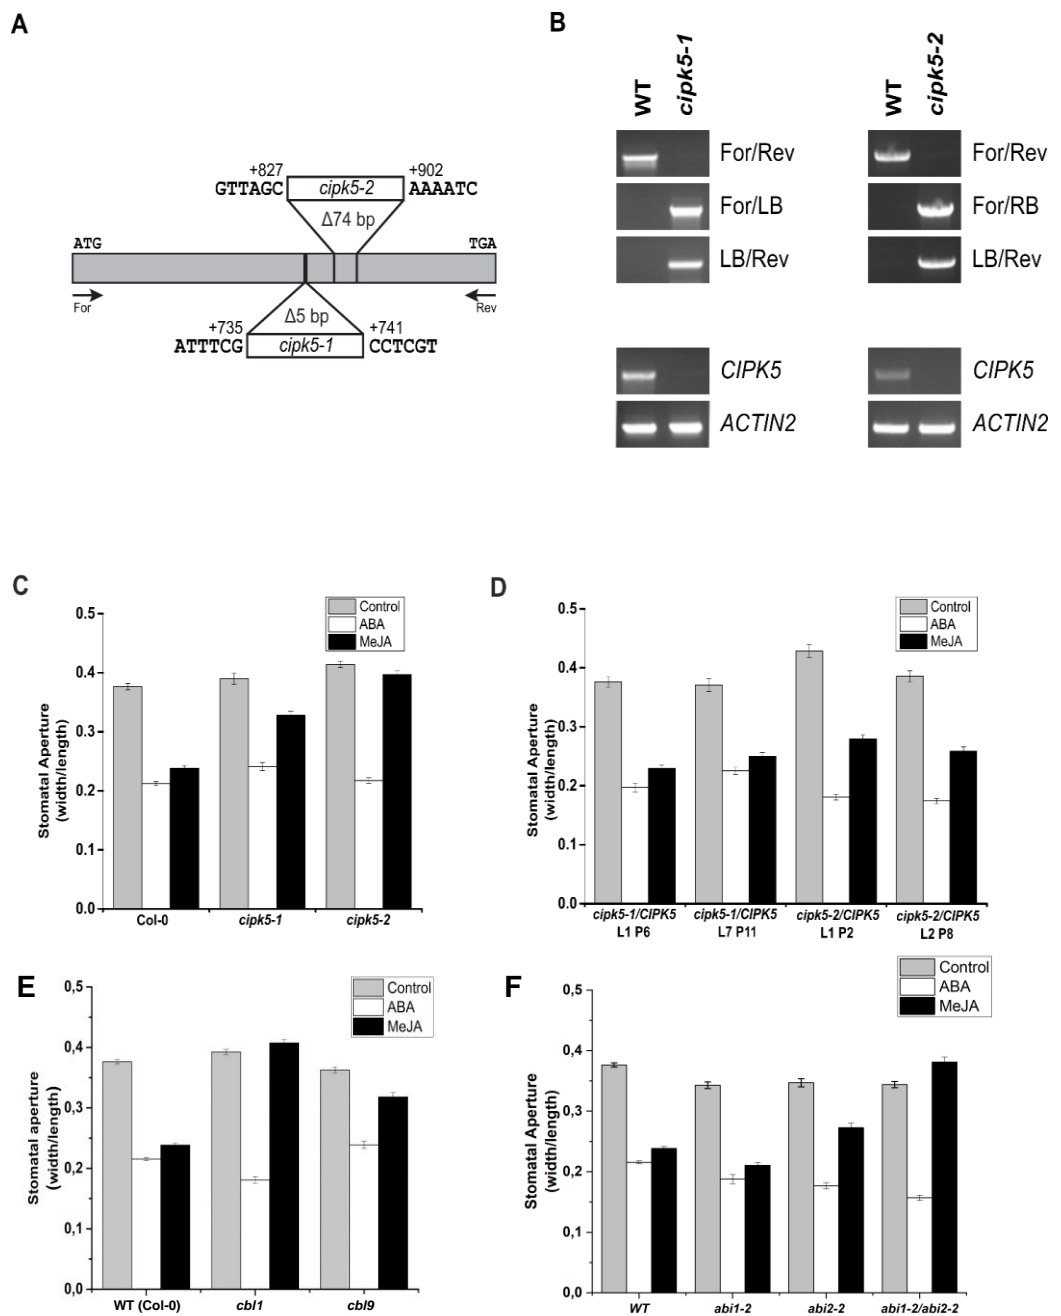 A
+827
+902
GTTAGC
cipk5-2
AAAATC
Δ74 bp
ATG
TGA
For
Rev
Δ5 bp
+735
+741
ATTTCG
cipk5-1
CCTCGT
B
WT
cipk5-1
For/Rev
For/LB
LB/Rev
CIPK5
ACTIN2
WT
cipk5-2
For/Rev
For/RB
LB/Rev
CIPK5
ACTIN2
C
Control
ABA
MeJA
Stomatal Aperture
(width/length)
0.5
0.4
0.3
0.2
0.1
0.0
Col-0
cipk5-1
cipk5-2
D
Control
ABA
MeJA
Stomatal Aperture
(width/length)
0.5
0.4
0.3
0.2
0.1
0.0
cipk5-1/CIPK5
L1 P6
cipk5-1/CIPK5
L7 P11
cipk5-2/CIPK5
L1 P2
cipk5-2/CIPK5
L2 P8
E
Control
ABA
MeJA
Stomatal aperture
(width/length)
0,5
0,4
0,3
0,2
0,1
0,0
WT (Col-0)
cbl1
cbl9
F
Control
ABA
MeJA
Stomatal Aperture
(width/length)
0,5
0,4
0,3
0,2
0,1
0,0
WT
abi1-2
abi2-2
abi1-2/abi2-2